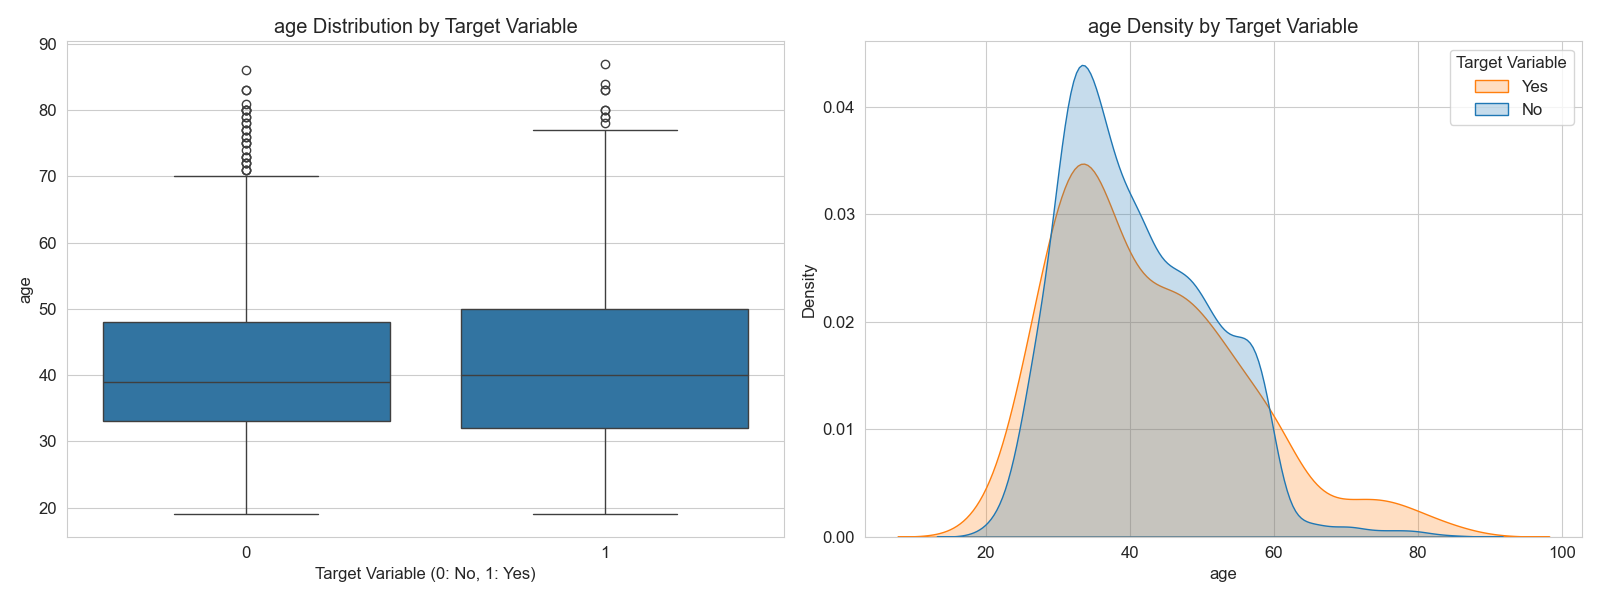 age Distribution by Target Variable
90
80
70
60
50
40
30
20
age
0
1
Target Variable (0: No, 1: Yes)
age Density by Target Variable
Target Variable
Yes
No
0.04
0.03
0.02
0.01
0.00
Density
20
40
60
80
100
age